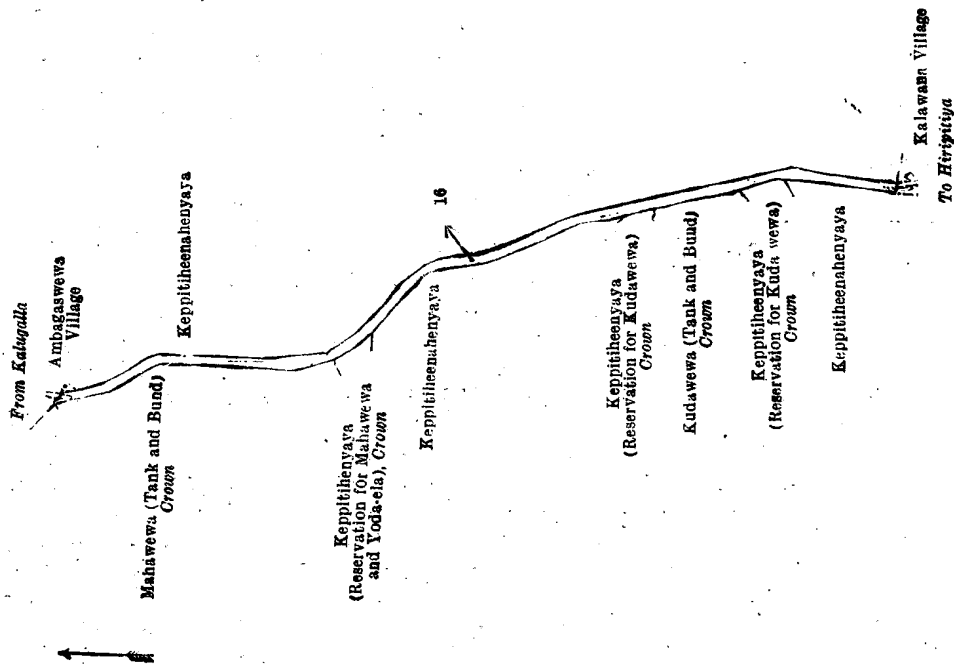 From Kalugalla
Ambagaswewa
Village
Keppitiheenahenyaya
Mahawewa (Tank and Bund)
Crown
Keppitihenyaya
(Reservation for Mahawewa
and Yoda-ela), Crown
Keppitiheenahenyaya
16
Keppitiheenyaya
(Reservation for Kudawewa)
Crown
Kudawewa (Tank and Bund)
Crown
Keppitiheenyaya
(Reservation for Kuda wewa)
Crown
Keppitiheenahenyaya
Kalawana Village
To Hiripitiya